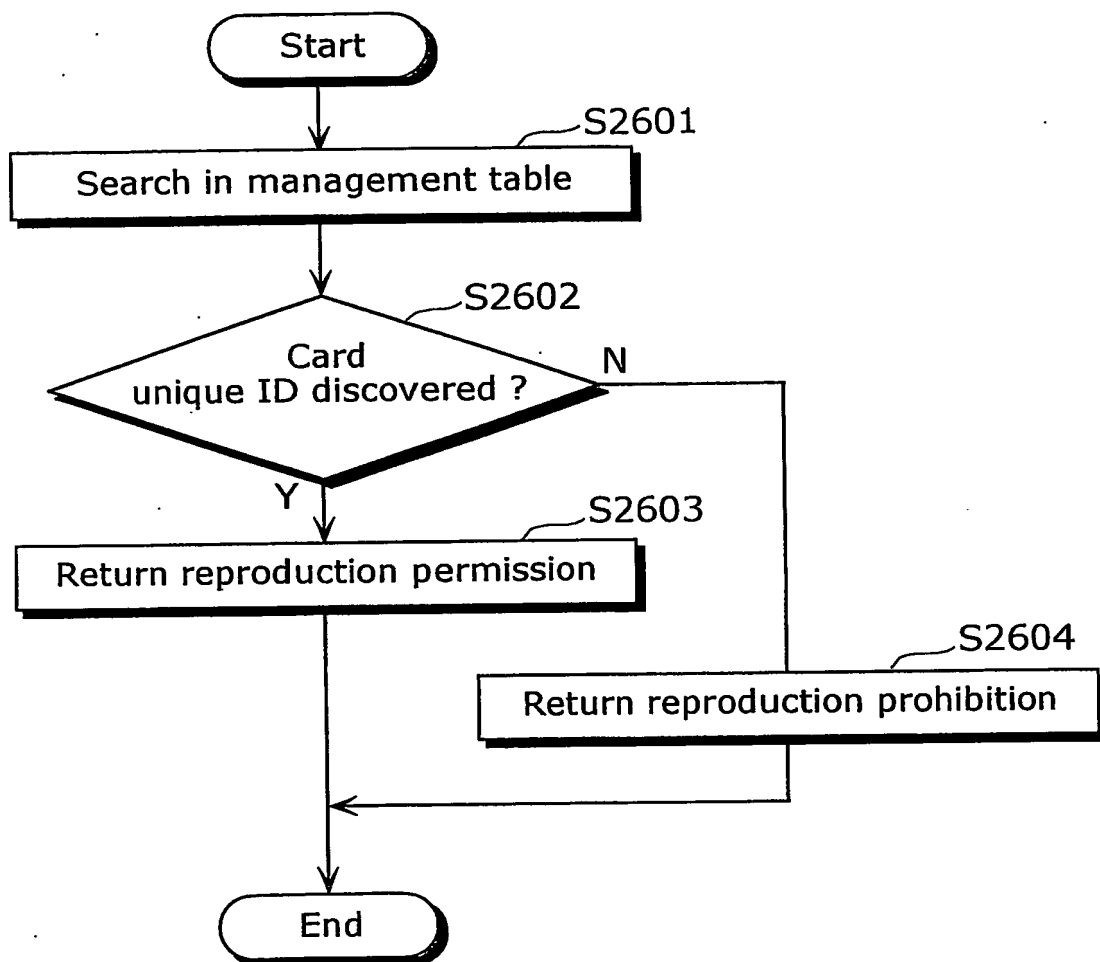 Start
S2601
Search in management table
S2602
Card
unique ID discovered ?
N
Y
S2603
Return reproduction permission
S2604
Return reproduction prohibition
End